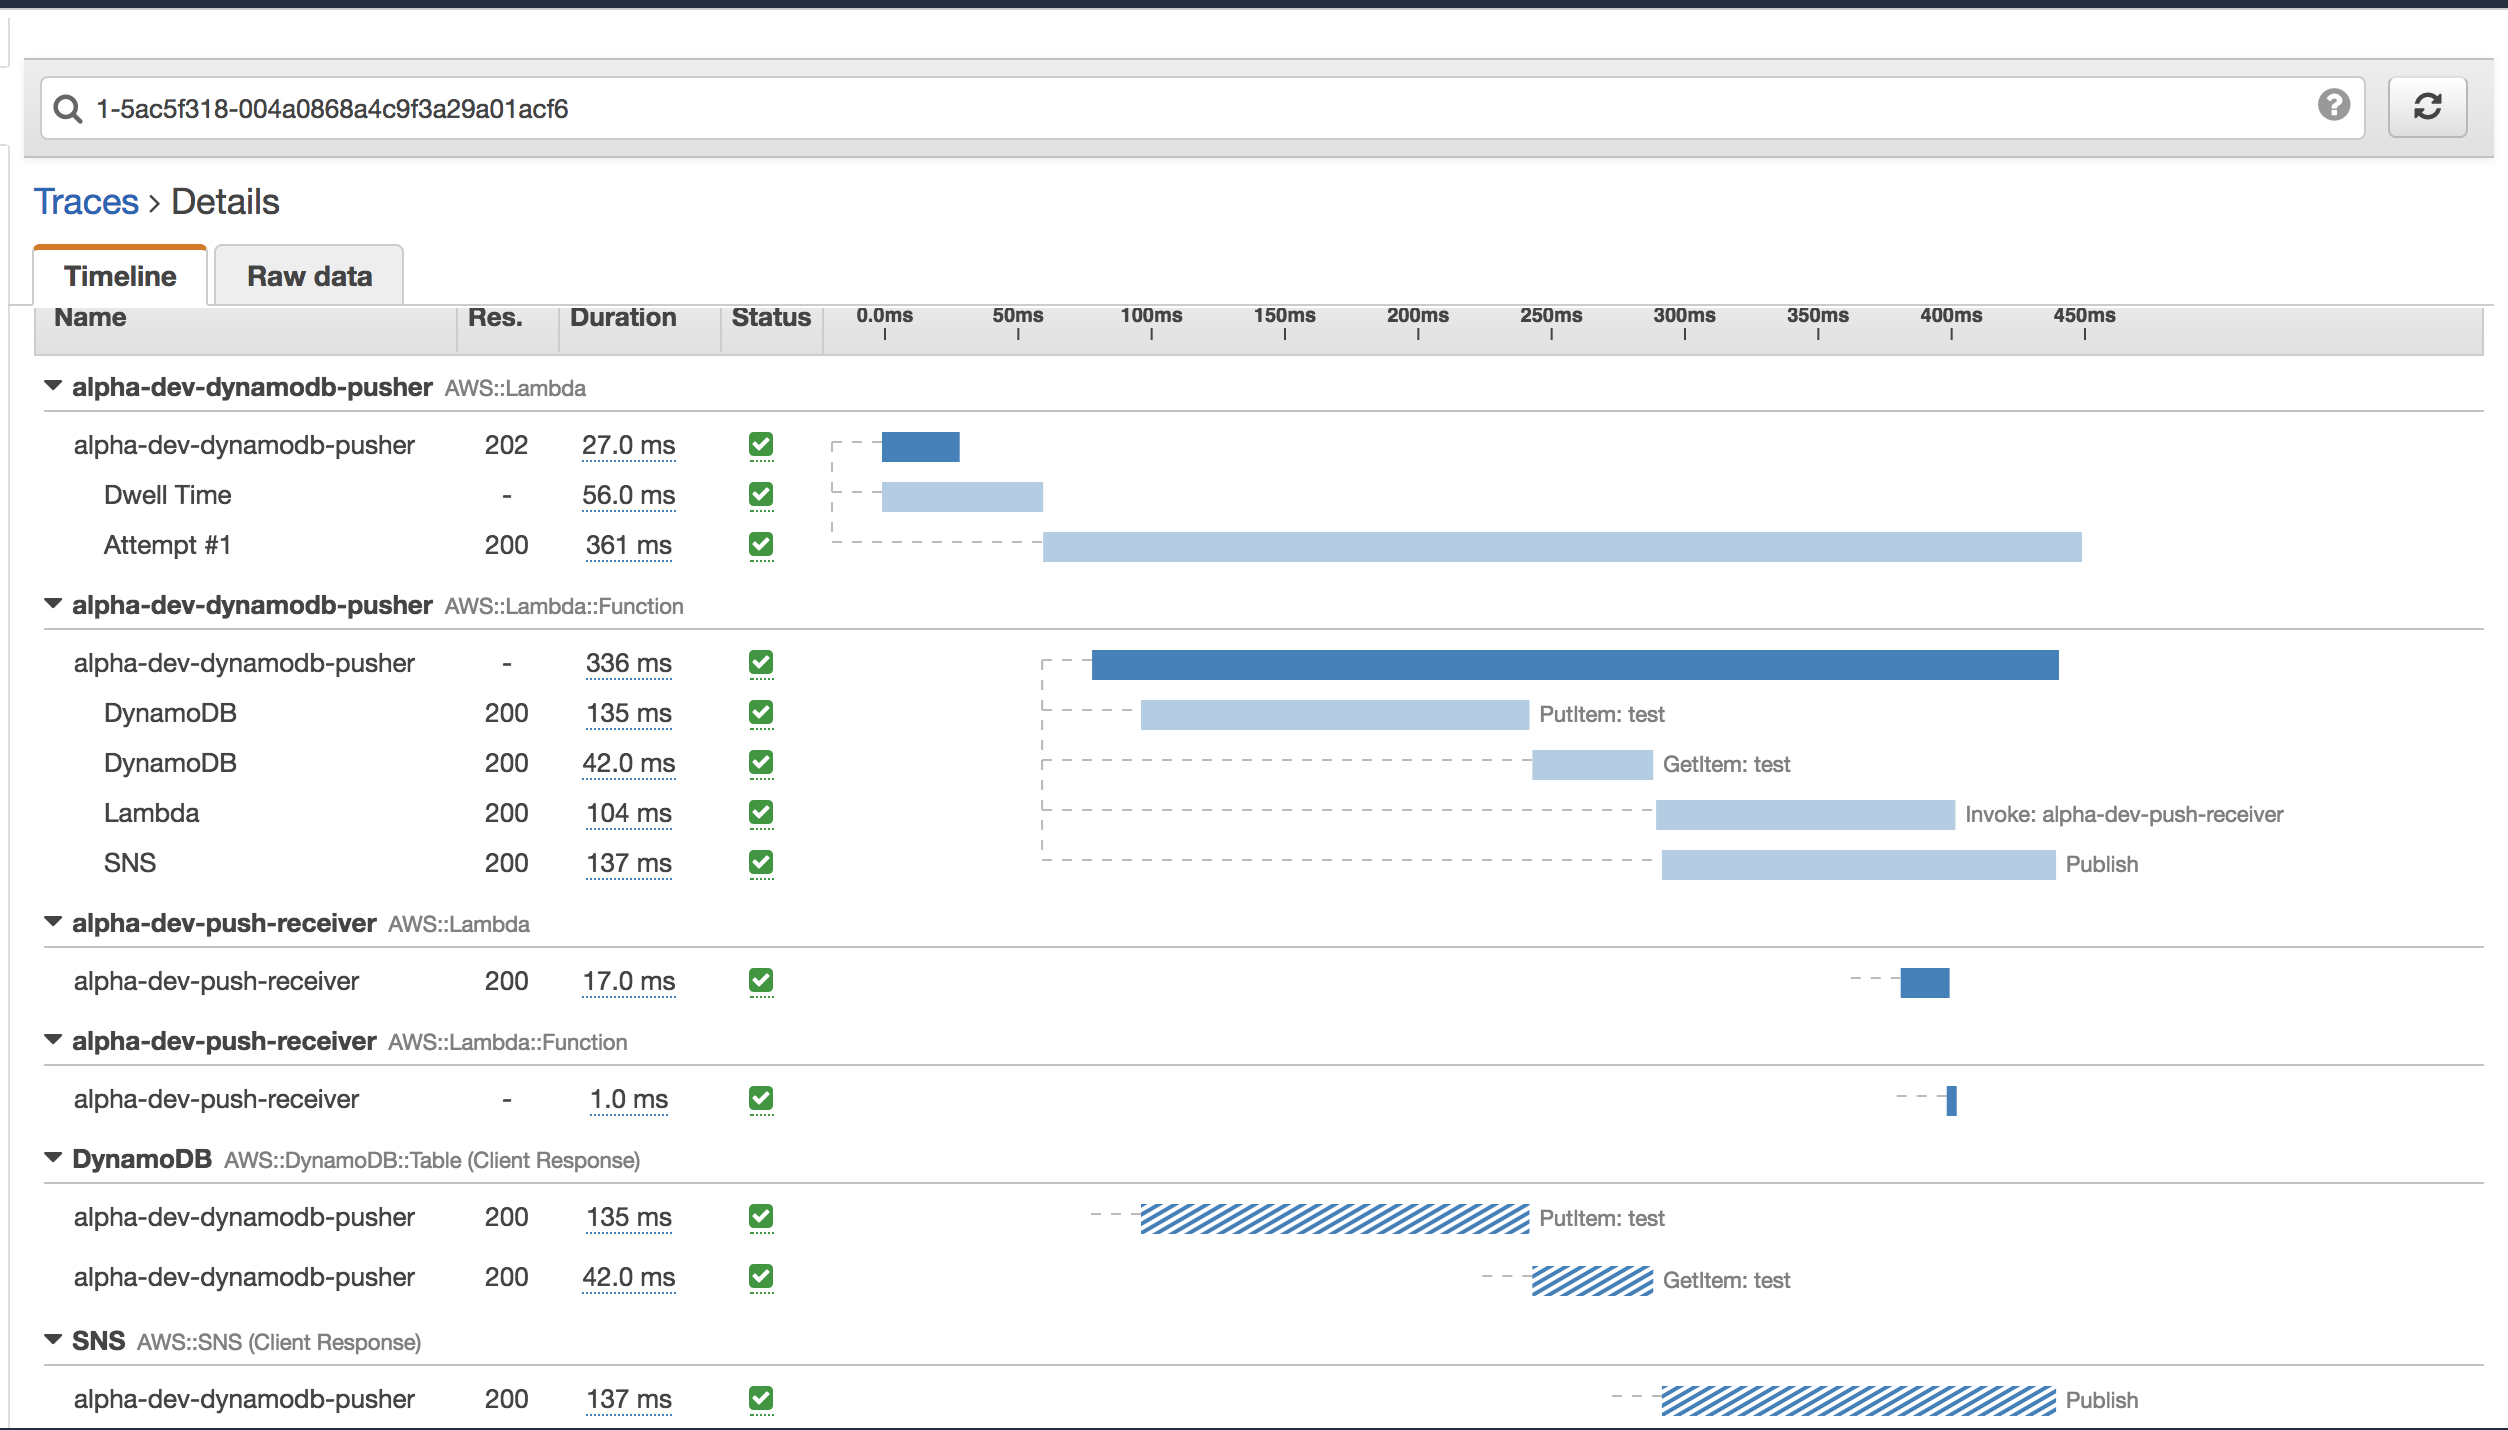 1-5ac5f318-004a0868a4c9f3a29a01acf6 ?
Traces › Details
Timeline Raw data
Name Res. Duration Status 0.0ms 50ms 100ms 150ms 200ms 250ms 300ms 350ms 400ms 450ms
alpha-dev-dynamodb-pusher AWS::Lambda
alpha-dev-dynamodb-pusher 202 27.0 ms
Dwell Time - 56.0 ms
Attempt #1 200 361 ms
alpha-dev-dynamodb-pusher AWS::Lambda::Function
alpha-dev-dynamodb-pusher - 336 ms
DynamoDB 200 135 ms PutItem: test
DynamoDB 200 42.0 ms GetItem: test
Lambda 200 104 ms Invoke: alpha-dev-push-receiver
SNS 200 137 ms Publish
alpha-dev-push-receiver AWS::Lambda
alpha-dev-push-receiver 200 17.0 ms
alpha-dev-push-receiver AWS::Lambda::Function
alpha-dev-push-receiver - 1.0 ms
DynamoDB AWS::DynamoDB::Table (Client Response)
alpha-dev-dynamodb-pusher 200 135 ms PutItem: test
alpha-dev-dynamodb-pusher 200 42.0 ms GetItem: test
SNS AWS::SNS (Client Response)
alpha-dev-dynamodb-pusher 200 137 ms Publish